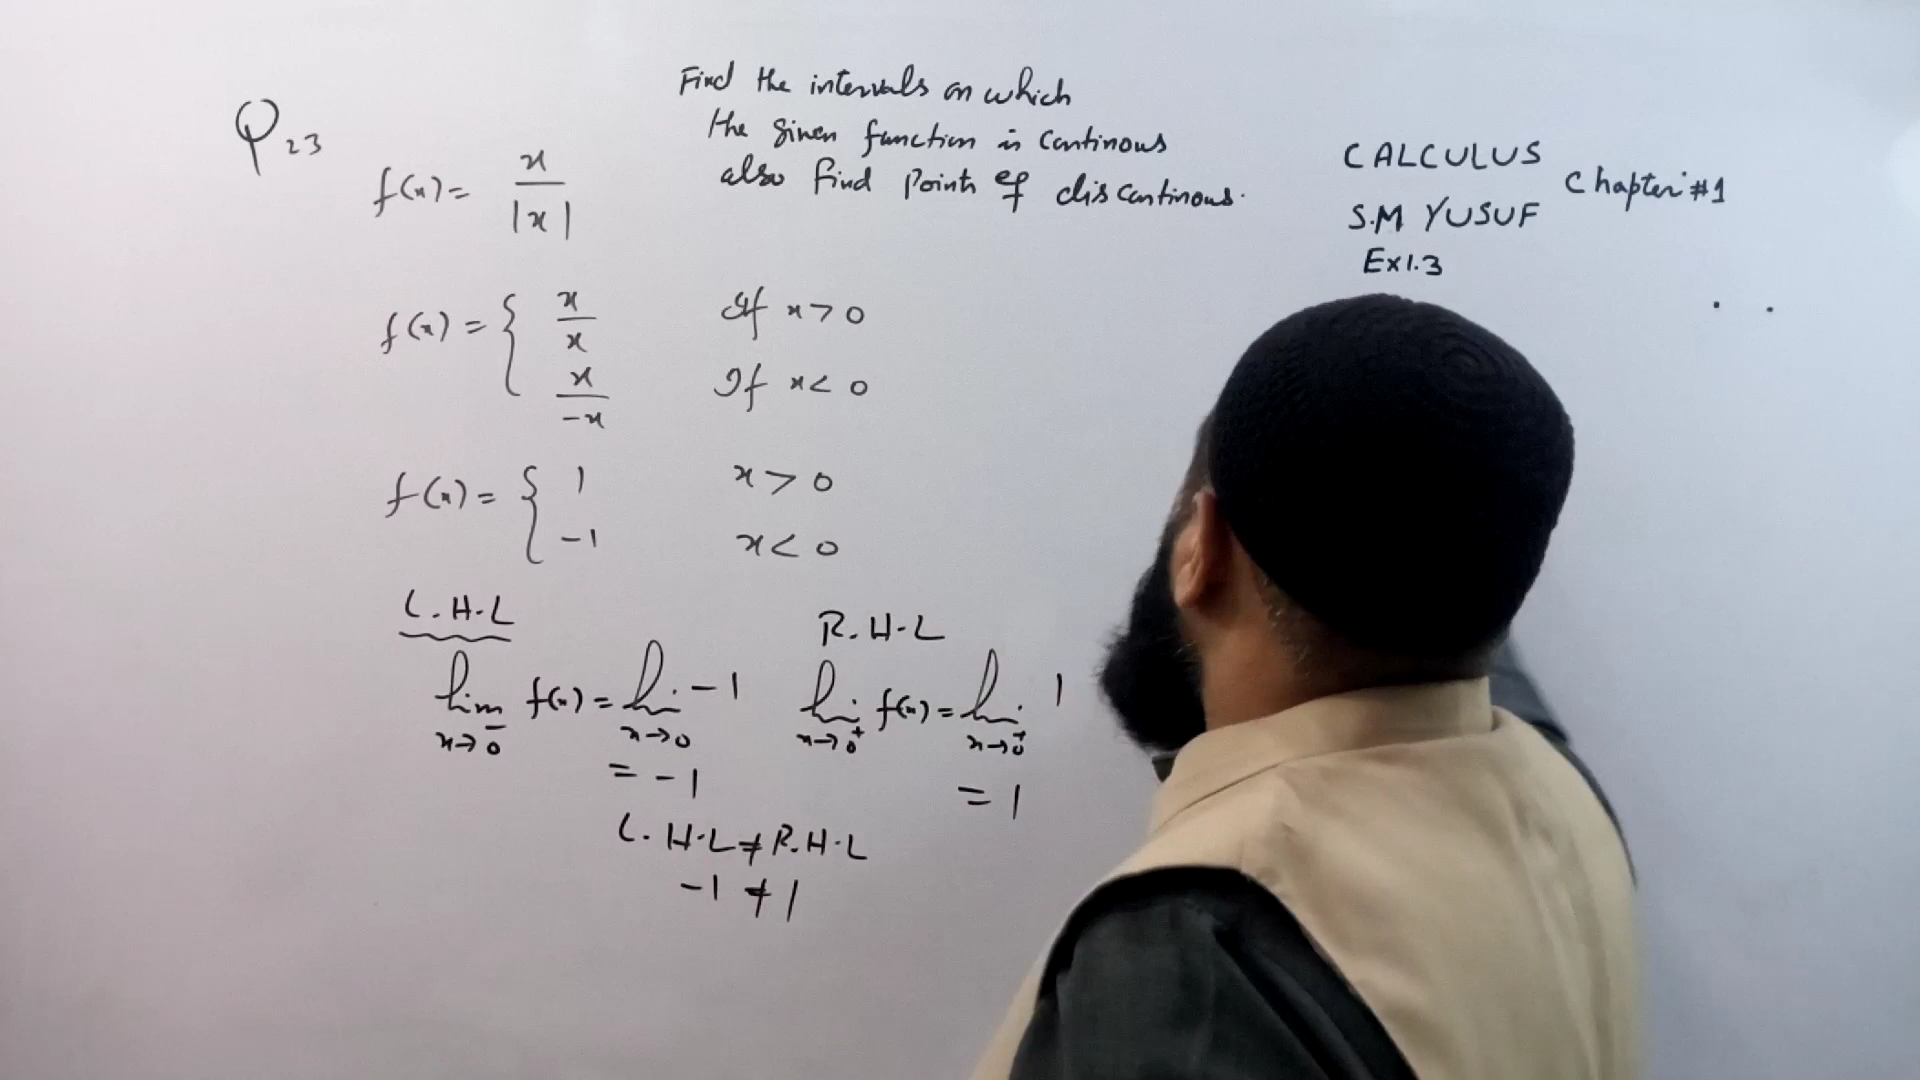 Q23
Find the intervals on which
the given function is continous
also find points of discontinous.
f(x) = x / |x|
CALCULUS
S.M YUSUF
Ex1.3
Chapter #1
f(x) = { x/x If x > 0
x/-x If x < 0
f(x) = { 1 x > 0
-1 x < 0
L.H.L
lim x→0⁻ f(x) = lim x→0 -1
= -1
R.H.L
lim x→0⁺ f(x) = lim x→0⁺ 1
= 1
L.H.L ≠ R.H.L
-1 ≠ 1